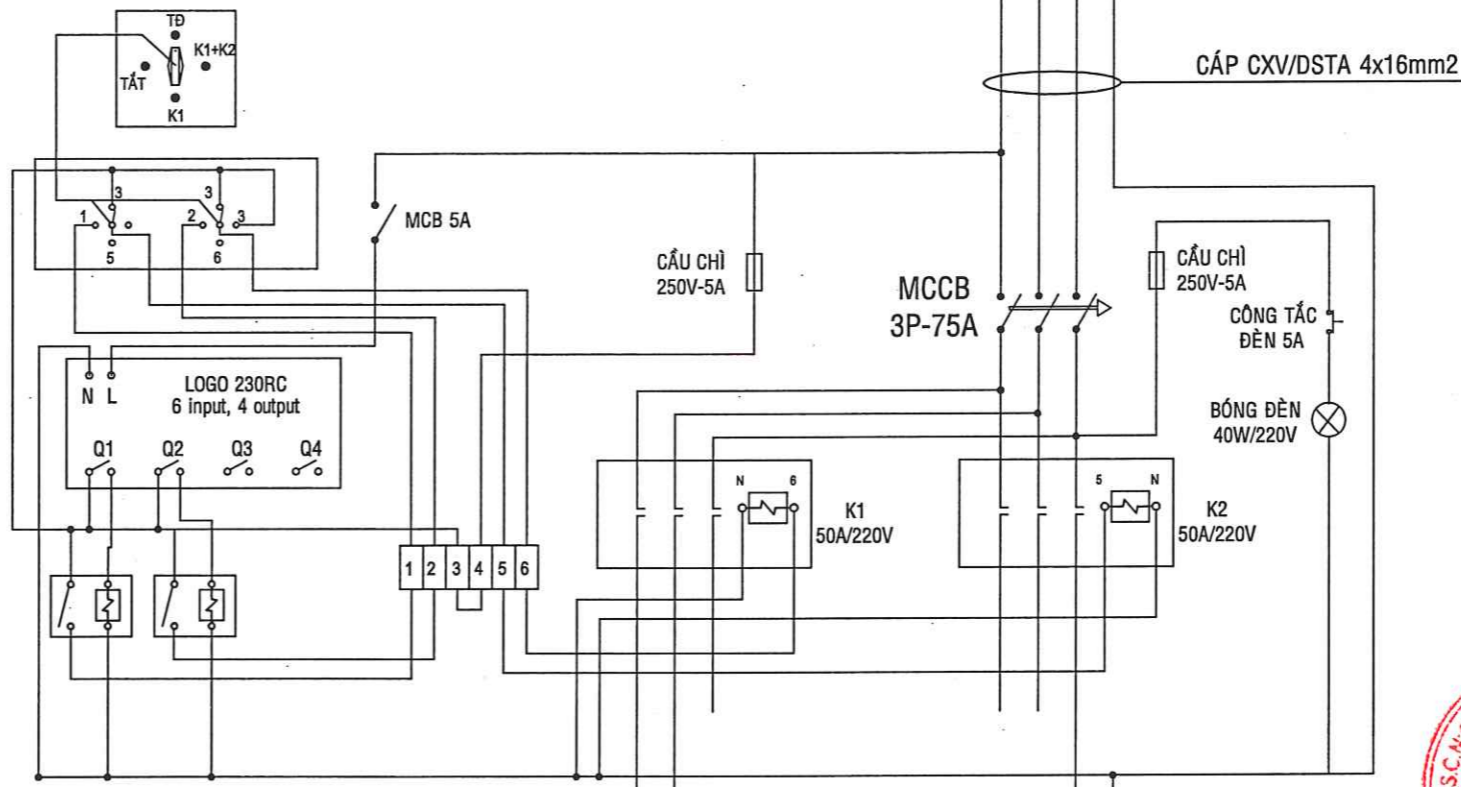 TĐ
K1+K2
TẮT
K1
CÁP CXV/DSTA 4x16mm2
3
3
1
2
3
5
6
MCB 5A
CẦU CHÌ
250V-5A
MCCB
3P-75A
CẦU CHÌ
250V-5A
CÔNG TẮC
ĐÈN 5A
BÓNG ĐÈN
40W/220V
N L
LOGO 230RC
6 input, 4 output
Q1 Q2 Q3 Q4
N 6
K1
50A/220V
5 N
K2
50A/220V
1 2 3 4 5 6